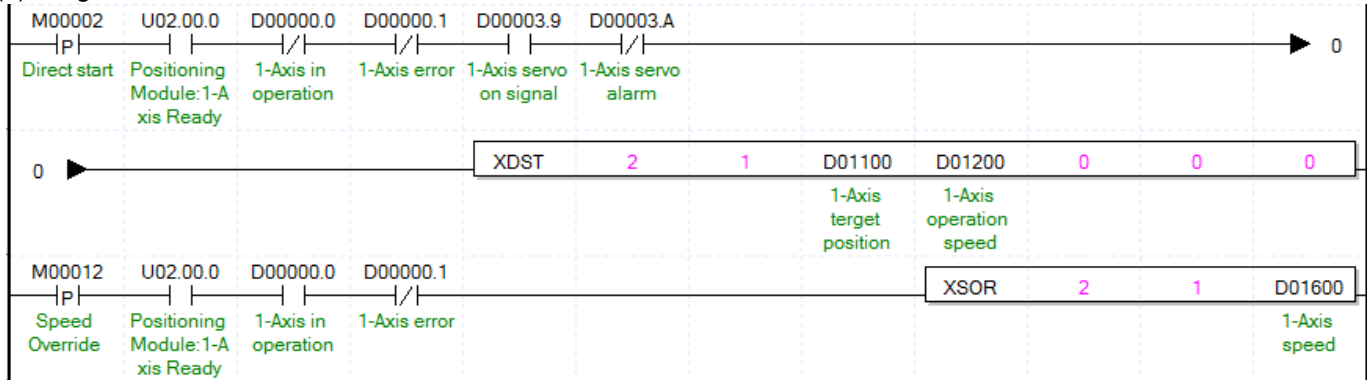 M00002 U02.00.0 D00000.0 D00000.1 D00003.9 D00003.A
P
0
Direct start Positioning 1-Axis in 1-Axis error 1-Axis servo 1-Axis servo
Module:1-A operation on signal alarm
xis Ready
0 XDST 2 1 D01100 D01200 0 0 0
1-Axis 1-Axis
terget operation
position speed
M00012 U02.00.0 D00000.0 D00000.1
P
XSOR 2 1 D01600
Speed Positioning 1-Axis in 1-Axis error 1-Axis
Override Module:1-A operation speed
xis Ready